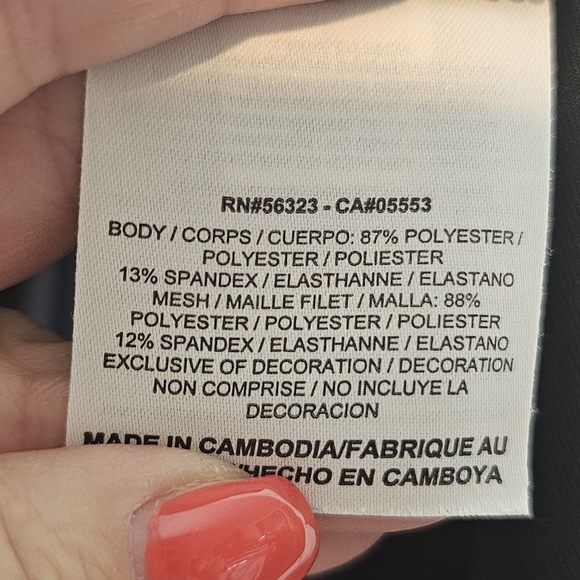 RN#56323 - CA#05553
BODY / CORPS / CUERPO: 87% POLYESTER /
POLYESTER / POLIESTER
13% SPANDEX / ELASTHANNE / ELASTANO
MESH / MAILLE FILET / MALLA: 88%
POLYESTER / POLYESTER / POLIESTER
12% SPANDEX / ELASTHANNE / ELASTANO
EXCLUSIVE OF DECORATION / DECORATION
NON COMPRISE / NO INCLUYE LA
DECORACION
MADE IN CAMBODIA/FABRIQUE AU
/HECHO EN CAMBOYA